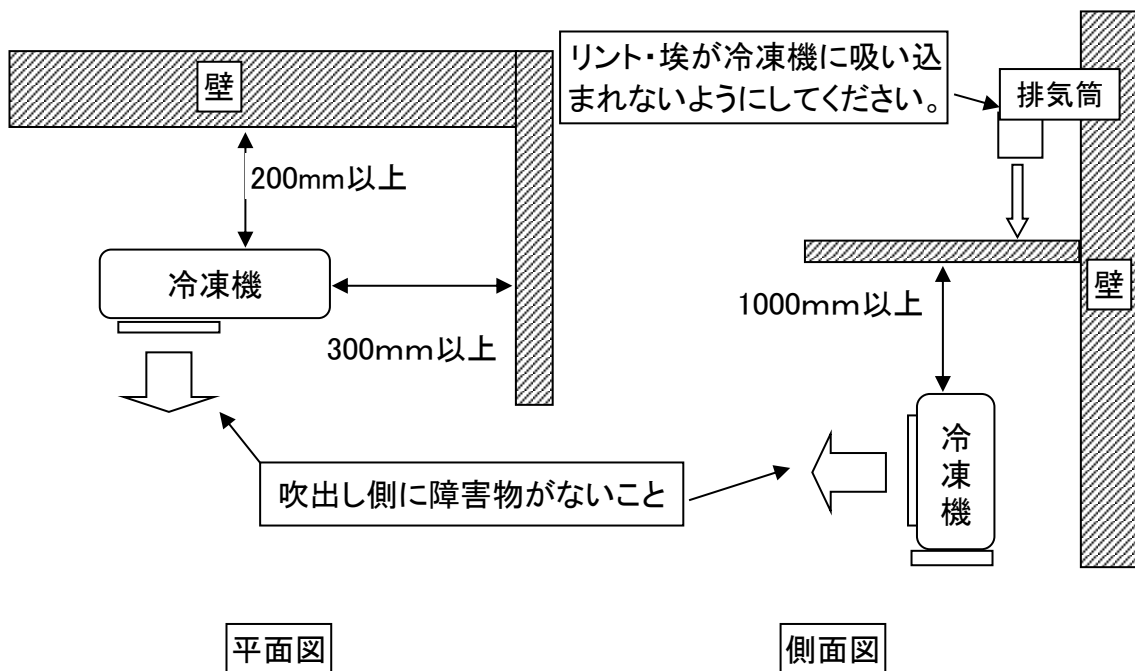 壁
200mm以上
冷凍機
300mm以上
リント・埃が冷凍機に吸い込
まれないようにしてください。
排気筒
壁
1000mm以上
冷凍機
吹出し側に障害物がないこと
平面図
側面図